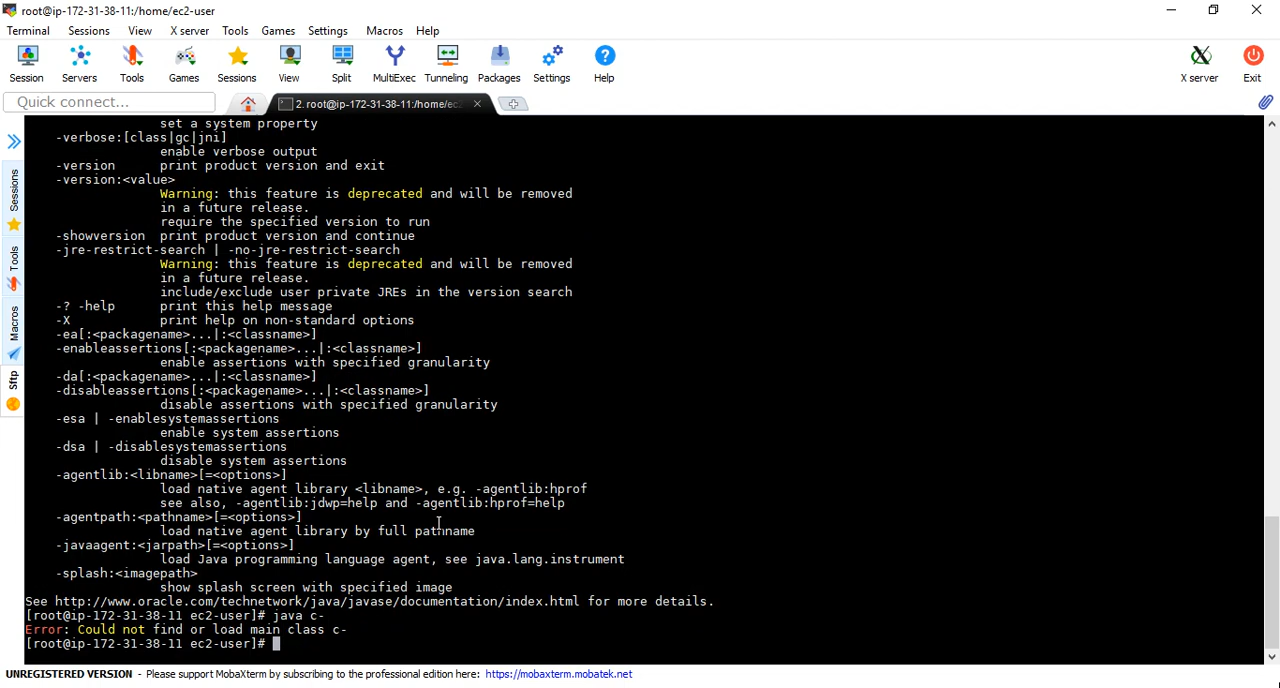 root@ip-172-31-38-11:/home/ec2-user
Terminal Sessions View X server Tools Games Settings Macros Help
Session Servers Tools Games Sessions View Split MultiExec Tunneling Packages Settings Help X server Exit
Quick connect...
2. root@ip-172-31-38-11:/home/ec
Sessions
Tools
Macros
Sftp
set a system property
-verbose:[class|gc|jni]
enable verbose output
-version print product version and exit
-version:<value>
Warning: this feature is deprecated and will be removed
in a future release.
require the specified version to run
-showversion print product version and continue
-jre-restrict-search | -no-jre-restrict-search
Warning: this feature is deprecated and will be removed
in a future release.
include/exclude user private JREs in the version search
-? -help print this help message
-X print help on non-standard options
-ea[:<packagename>...|:<classname>]
-enableassertions[:<packagename>...|:<classname>]
enable assertions with specified granularity
-da[:<packagename>...|:<classname>]
-disableassertions[:<packagename>...|:<classname>]
disable assertions with specified granularity
-esa | -enablesystemassertions
enable system assertions
-dsa | -disablesystemassertions
disable system assertions
-agentlib:<libname>[=<options>]
load native agent library <libname>, e.g. -agentlib:hprof
see also, -agentlib:jdwp=help and -agentlib:hprof=help
-agentpath:<pathname>[=<options>]
load native agent library by full pathname
-javaagent:<jarpath>[=<options>]
load Java programming language agent, see java.lang.instrument
-splash:<imagepath>
show splash screen with specified image
See http://www.oracle.com/technetwork/java/javase/documentation/index.html for more details.
[root@ip-172-31-38-11 ec2-user]# java c-
Error: Could not find or load main class c-
[root@ip-172-31-38-11 ec2-user]#
UNREGISTERED VERSION - Please support MobaXterm by subscribing to the professional edition here: https://mobaxterm.mobatek.net